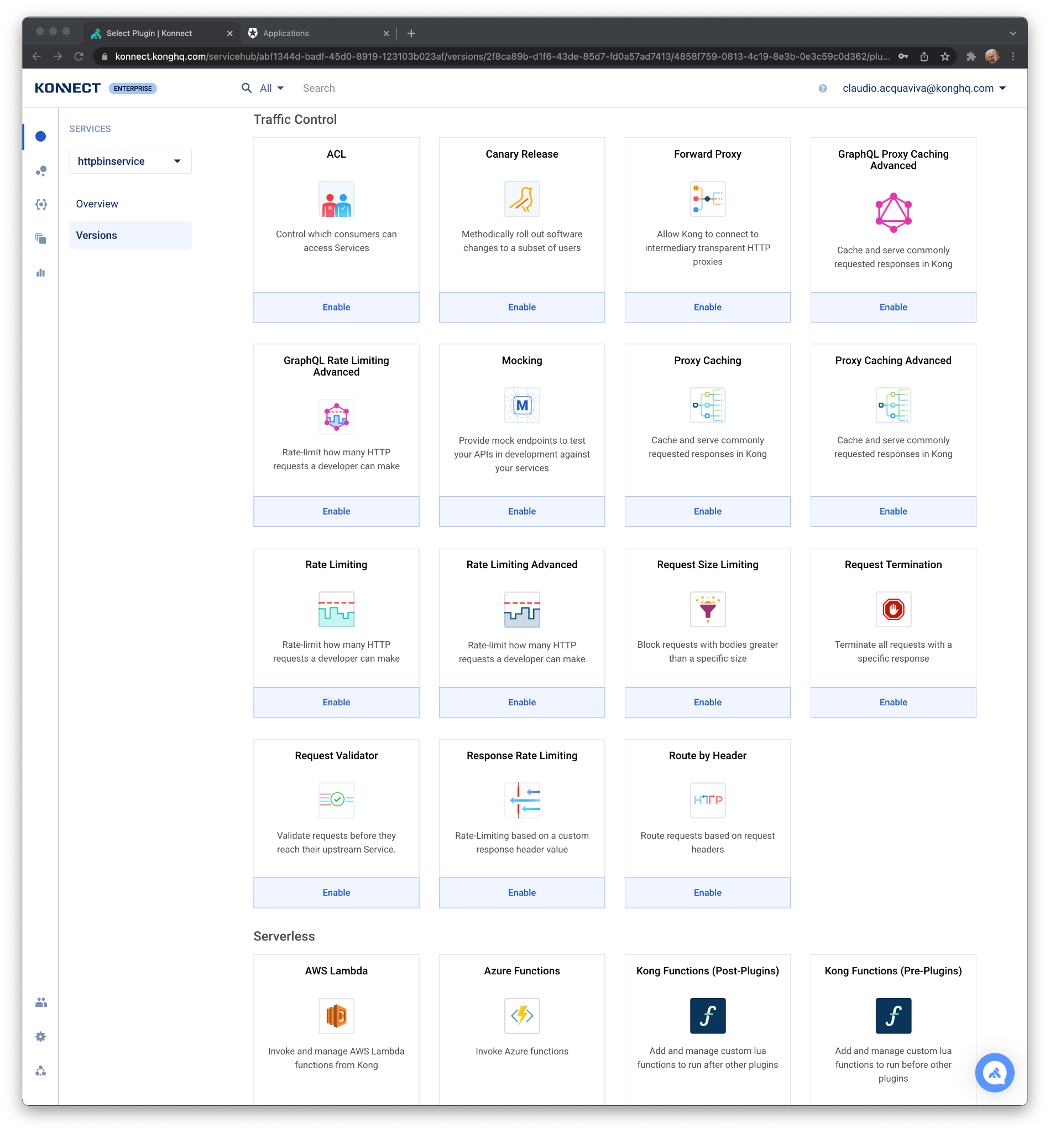 Select Plugin | Konnect
Applications
konnect.konghq.com/servicehub/abf1344d-badf-45d0-8919-123103b023af/versions/2f8ca89b-d1f6-43de-85d7-fd0a57ad7413/4858f759-0813-4c19-8e3b-0e3c59c0d362/plu...
KONNECT ENTERPRISE
All
Search
claudio.acquaviva@konghq.com
SERVICES
httpbinservice
Overview
Versions
Traffic Control
ACL
Control which consumers can
access Services
Enable
Canary Release
Methodically roll out software
changes to a subset of users
Enable
Forward Proxy
Allow Kong to connect to
intermediary transparent HTTP
proxies
Enable
GraphQL Proxy Caching
Advanced
Cache and serve commonly
requested responses in Kong
Enable
GraphQL Rate Limiting
Advanced
Rate-limit how many HTTP
requests a developer can make
Enable
Mocking
M
Provide mock endpoints to test
your APIs in development against
your services
Enable
Proxy Caching
Cache and serve commonly
requested responses in Kong
Enable
Proxy Caching Advanced
Cache and serve commonly
requested responses in Kong
Enable
Rate Limiting
Rate-limit how many HTTP
requests a developer can make
Enable
Rate Limiting Advanced
Rate-limit how many HTTP
requests a developer can make
Enable
Request Size Limiting
Block requests with bodies greater
than a specific size
Enable
Request Termination
Terminate all requests with a
specific response
Enable
Request Validator
Validate requests before they
reach their upstream Service.
Enable
Response Rate Limiting
Rate-Limiting based on a custom
response header value
Enable
Route by Header
HTTP
Route requests based on request
headers
Enable
Serverless
AWS Lambda
Invoke and manage AWS Lambda
functions from Kong
Azure Functions
Invoke Azure functions
Kong Functions (Post-Plugins)
f
Add and manage custom lua
functions to run after other plugins
Kong Functions (Pre-Plugins)
f
Add and manage custom lua
functions to run before other
plugins